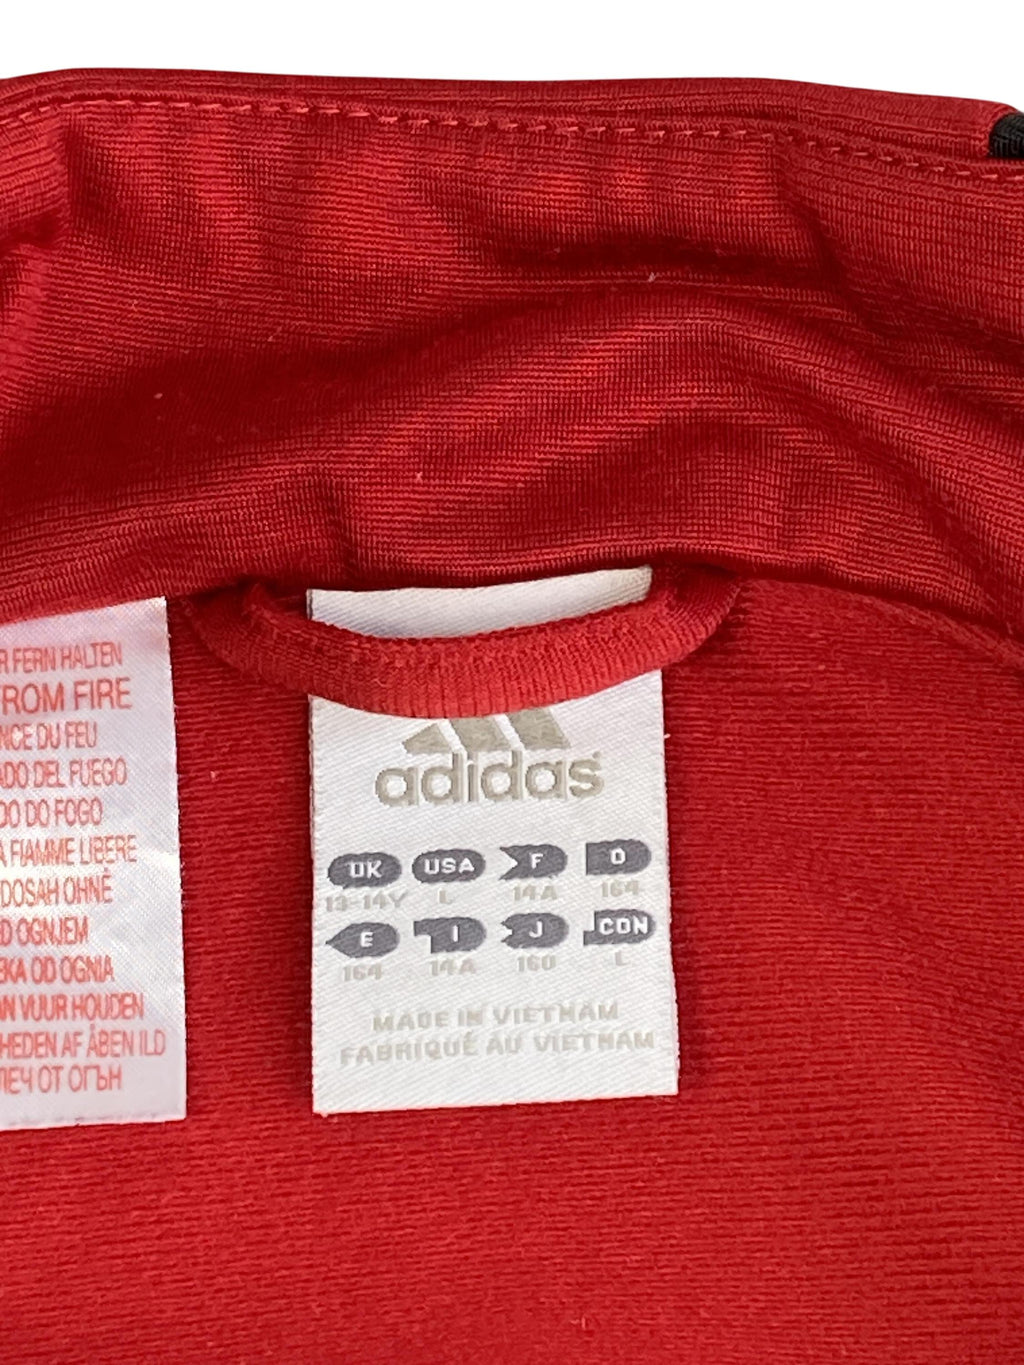 R FERN HALTEN
ROM FIRE
NCE DU FEU
ADO DEL FUEGO
DO DO FOGO
A FIAMME LIBERE
DOSAH OHNĚ
D OGNJEM
KA OD OGNIA
N VUUR HOUDEN
HEDEN AF ÅBEN ILD
ЛЕЧ ОТ ОГЪН
adidas
UK USA F D
13-14Y L 14A 164
E I J CON
164 14A 160 L
MADE IN VIETNAM
FABRIQUÉ AU VIETNAM